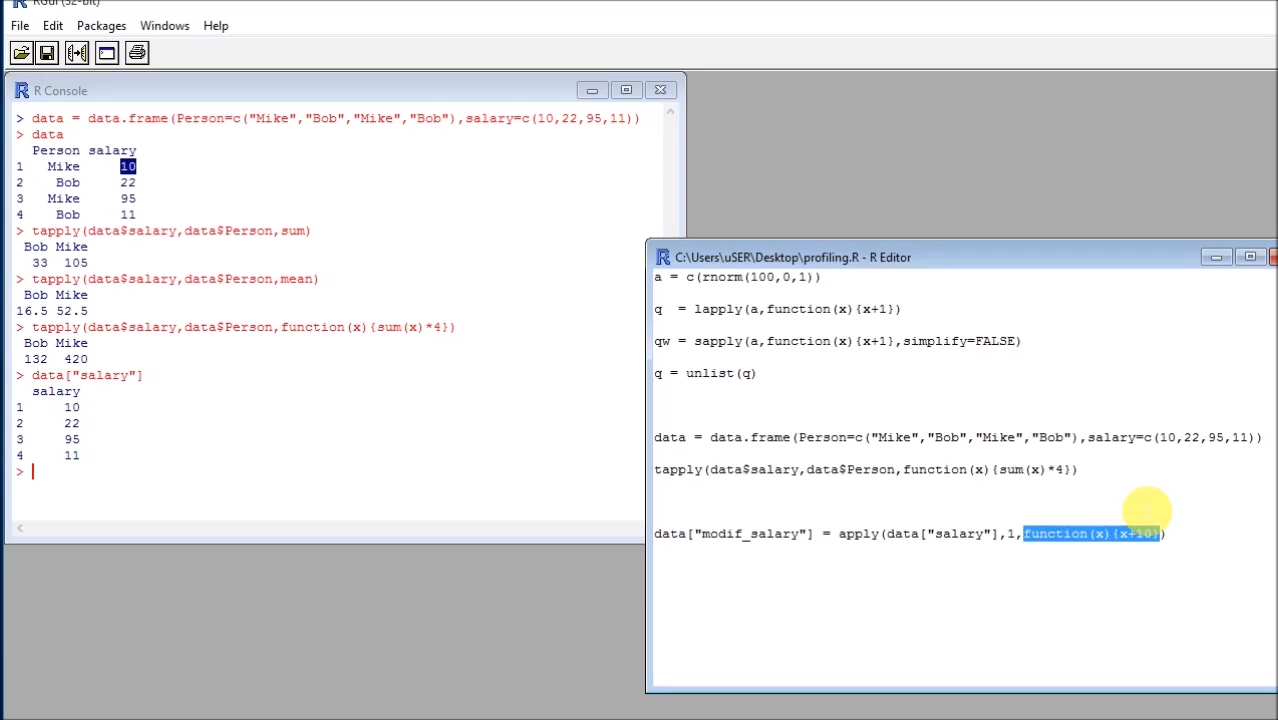 RGui (32-bit)
File Edit Packages Windows Help
R Console
> data = data.frame(Person=c("Mike","Bob","Mike","Bob"),salary=c(10,22,95,11))
> data
  Person salary
1   Mike     10
2    Bob     22
3   Mike     95
4    Bob     11
> tapply(data$salary,data$Person,sum)
 Bob Mike
  33  105
> tapply(data$salary,data$Person,mean)
 Bob Mike
16.5 52.5
> tapply(data$salary,data$Person,function(x){sum(x)*4})
 Bob Mike
 132  420
> data["salary"]
  salary
1     10
2     22
3     95
4     11
>
C:\Users\uSER\Desktop\profiling.R - R Editor
a = c(rnorm(100,0,1))
q  = lapply(a,function(x){x+1})
qw = sapply(a,function(x){x+1},simplify=FALSE)
q = unlist(q)
data = data.frame(Person=c("Mike","Bob","Mike","Bob"),salary=c(10,22,95,11))
tapply(data$salary,data$Person,function(x){sum(x)*4})
data["modif_salary"] = apply(data["salary"],1,function(x){x+10})